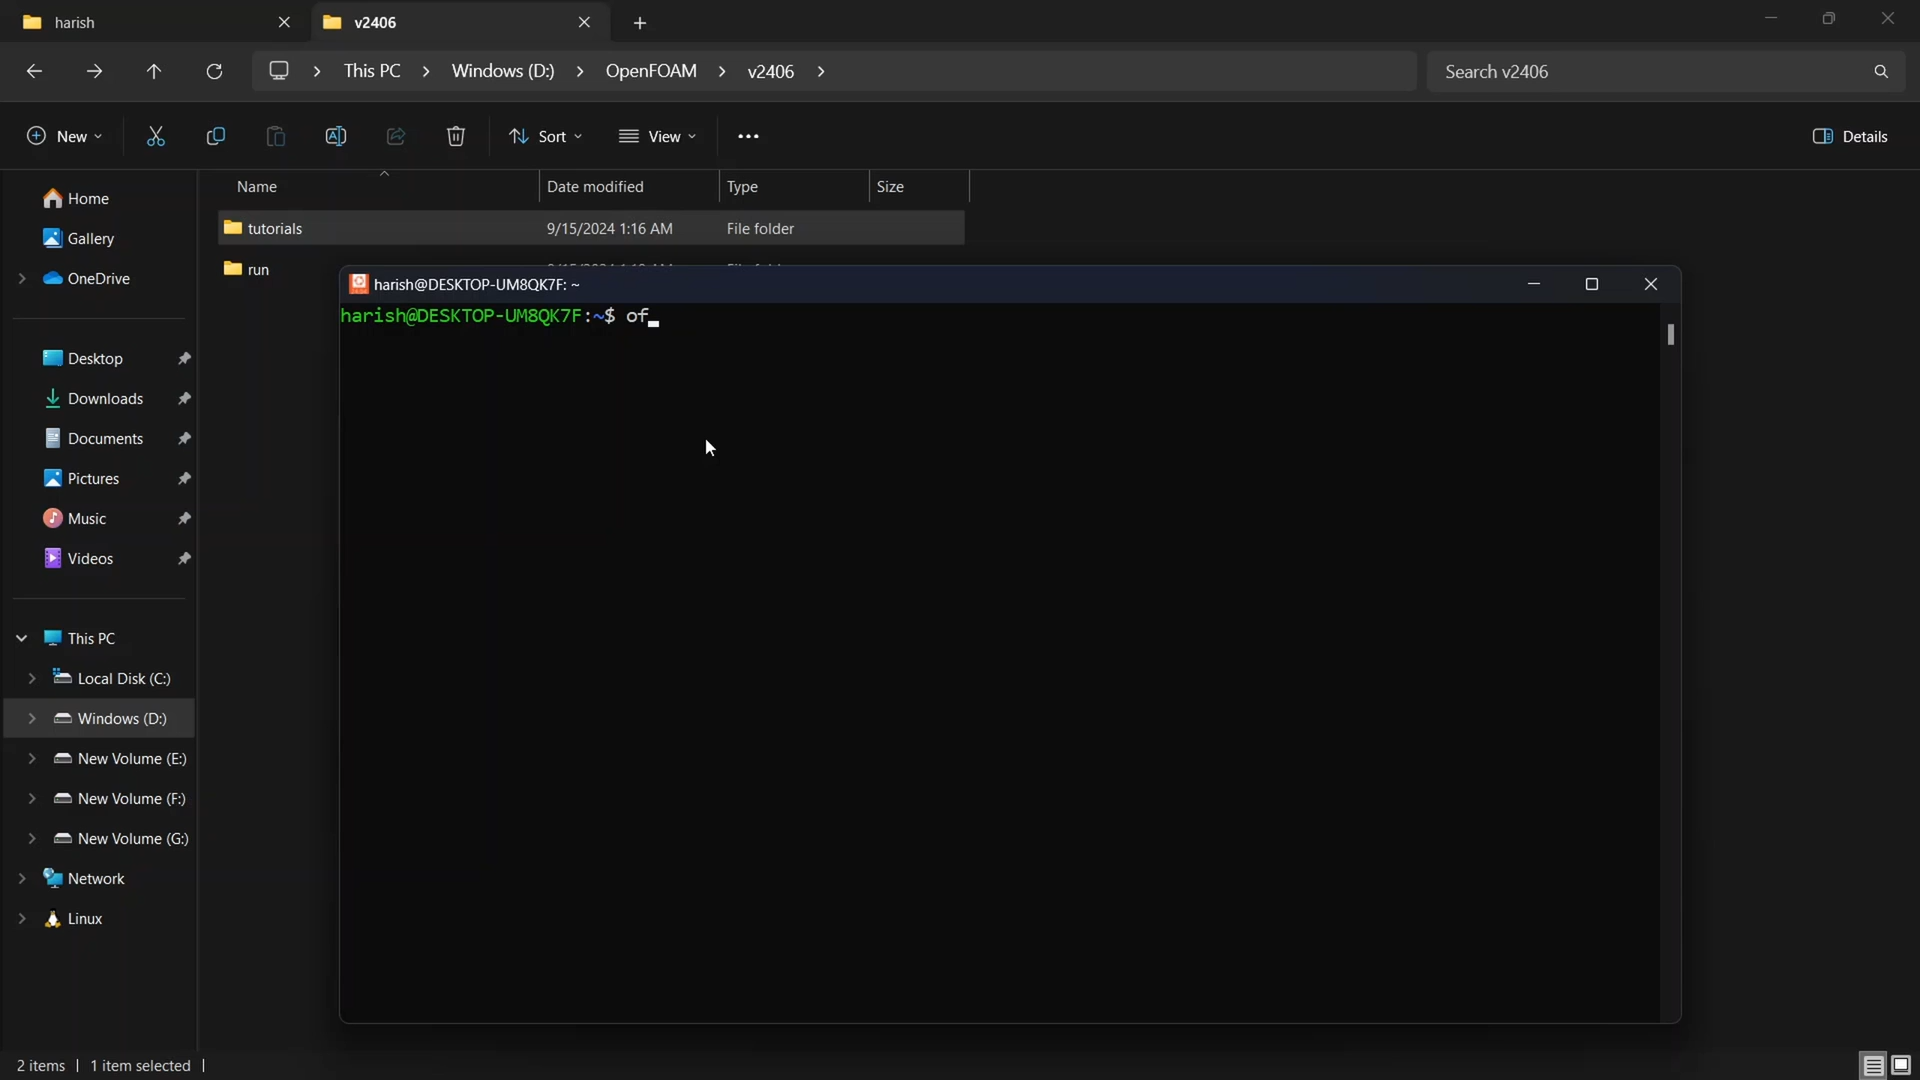 harish
v2406
This PC > Windows (D:) > OpenFOAM > v2406 >
Search v2406
New
Sort
View
Details
Name
Date modified
Type
Size
Home
Gallery
OneDrive
Desktop
Downloads
Documents
Pictures
Music
Videos
This PC
Local Disk (C:)
Windows (D:)
New Volume (E:)
New Volume (F:)
New Volume (G:)
Network
Linux
tutorials 9/15/2024 1:16 AM File folder
run
harish@DESKTOP-UM8QK7F: ~
harish@DESKTOP-UM8QK7F:~$ of_
2 items | 1 item selected |